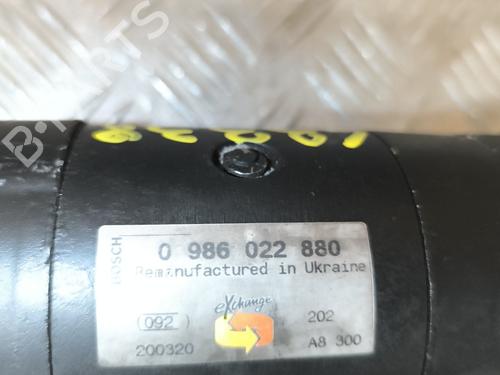 BOSCH
0 986 022 880
Remanufactured in Ukraine
eXchange
092
202
200320
A8 300